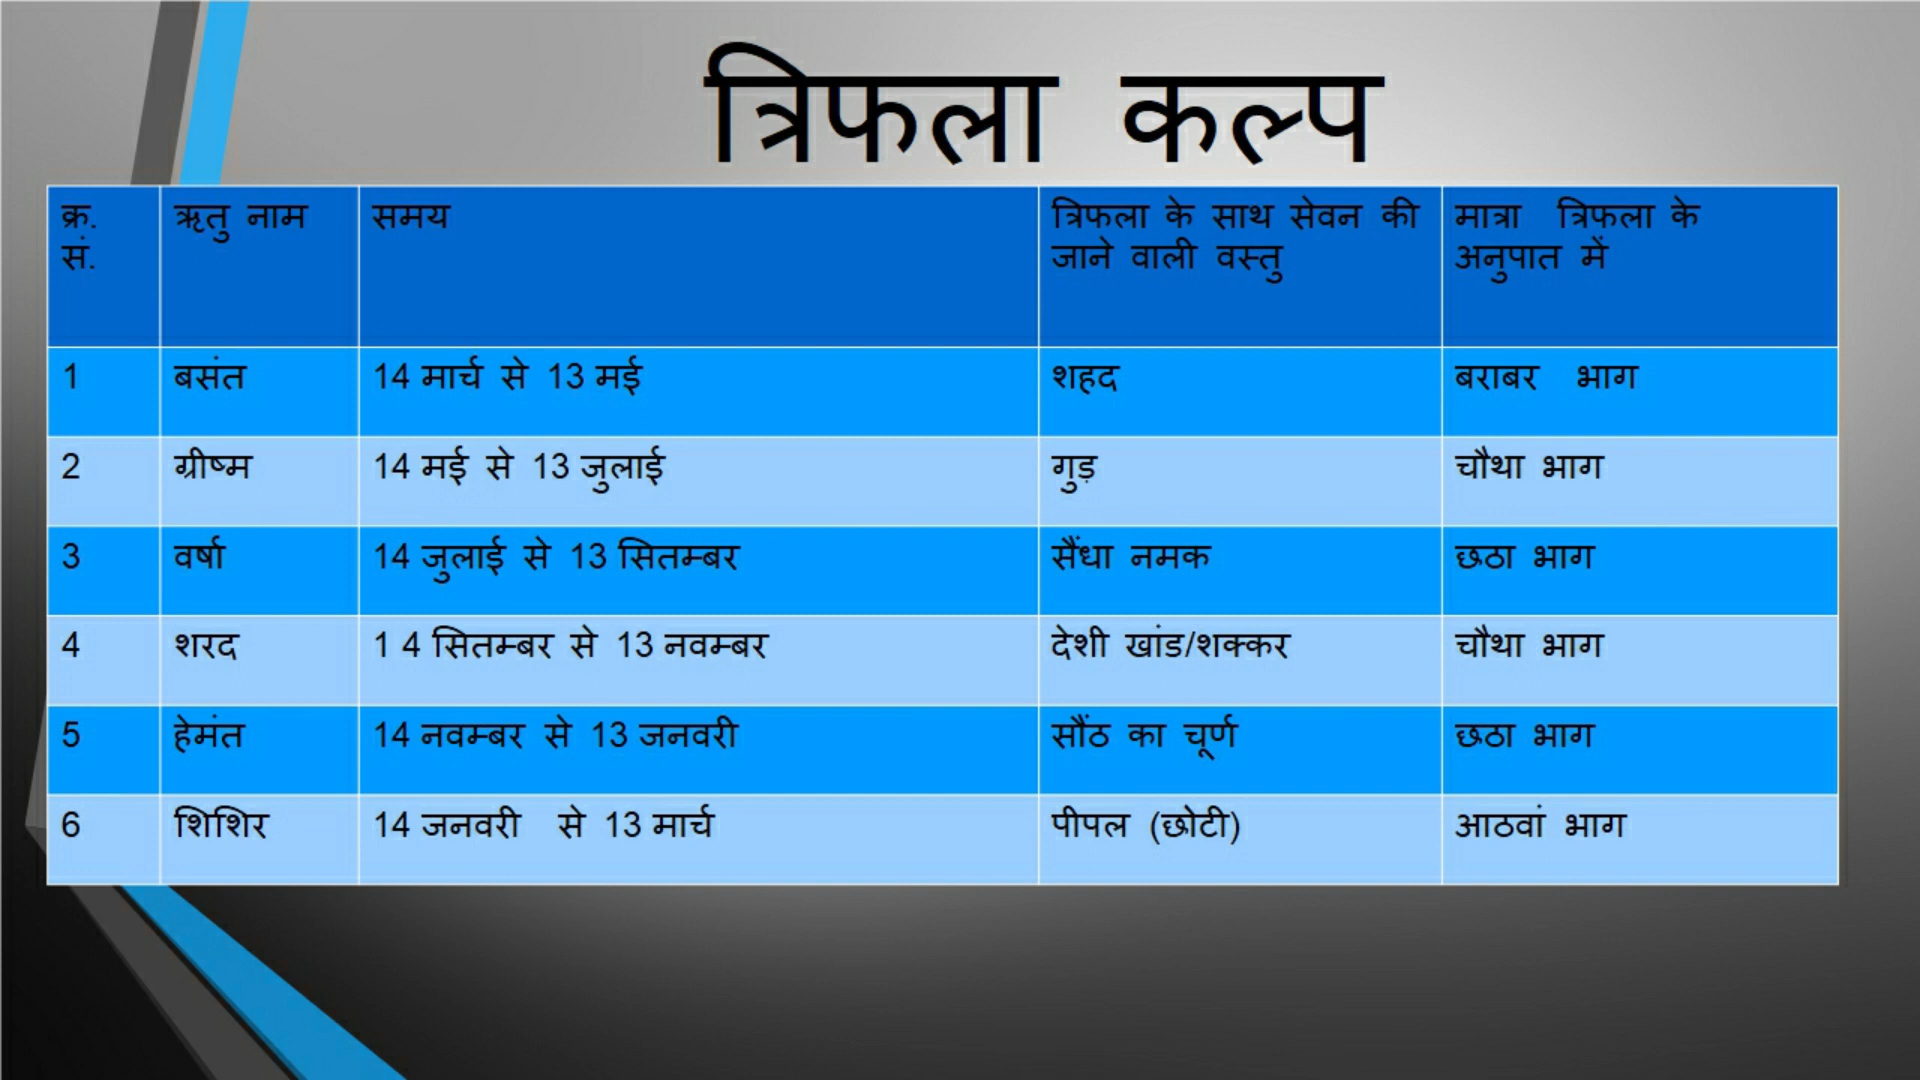 त्रिफला कल्प
क्र. ऋतु नाम समय त्रिफला के साथ सेवन की मात्रा त्रिफला के
सं. जाने वाली वस्तु अनुपात में
1 बसंत 14 मार्च से 13 मई शहद बराबर भाग
2 ग्रीष्म 14 मई से 13 जुलाई गुड़ चौथा भाग
3 वर्षा 14 जुलाई से 13 सितम्बर सैंधा नमक छठा भाग
4 शरद 1 4 सितम्बर से 13 नवम्बर देशी खांड/शक्कर चौथा भाग
5 हेमंत 14 नवम्बर से 13 जनवरी सौंठ का चूर्ण छठा भाग
6 शिशिर 14 जनवरी से 13 मार्च पीपल (छोटी) आठवां भाग